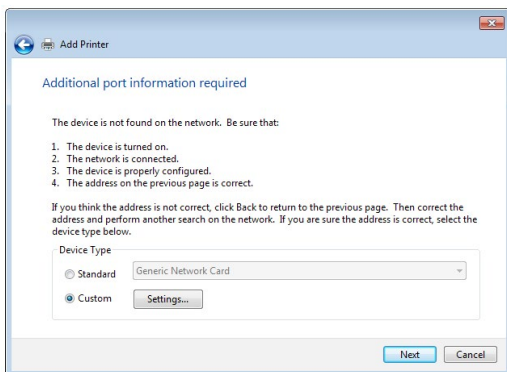 Add Printer
Additional port information required
The device is not found on the network.  Be sure that:
1.  The device is turned on.
2.  The network is connected.
3.  The device is properly configured.
4.  The address on the previous page is correct.
If you think the address is not correct, click Back to return to the previous page.  Then correct the
address and perform another search on the network.  If you are sure the address is correct, select the
device type below.
Device Type
Standard
Generic Network Card
Custom
Settings...
Next
Cancel